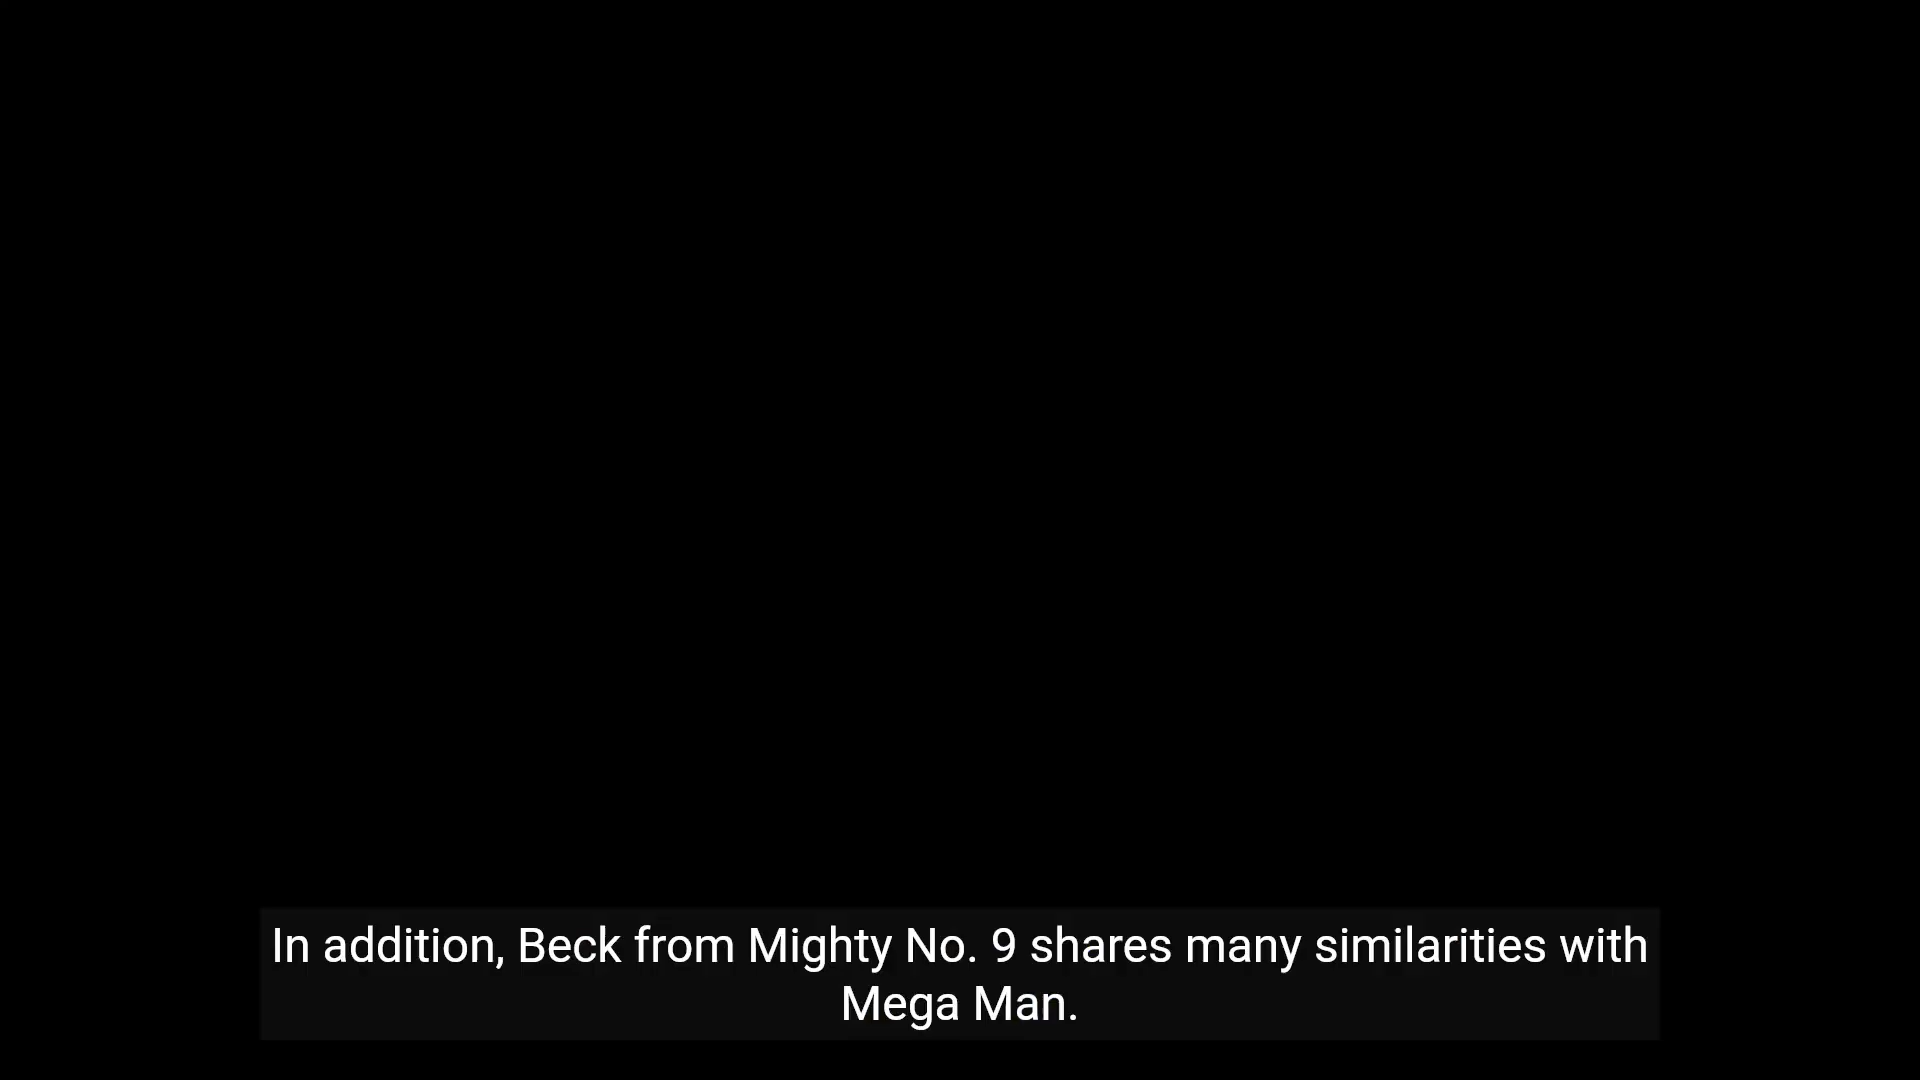 In addition, Beck from Mighty No. 9 shares many similarities with
Mega Man.